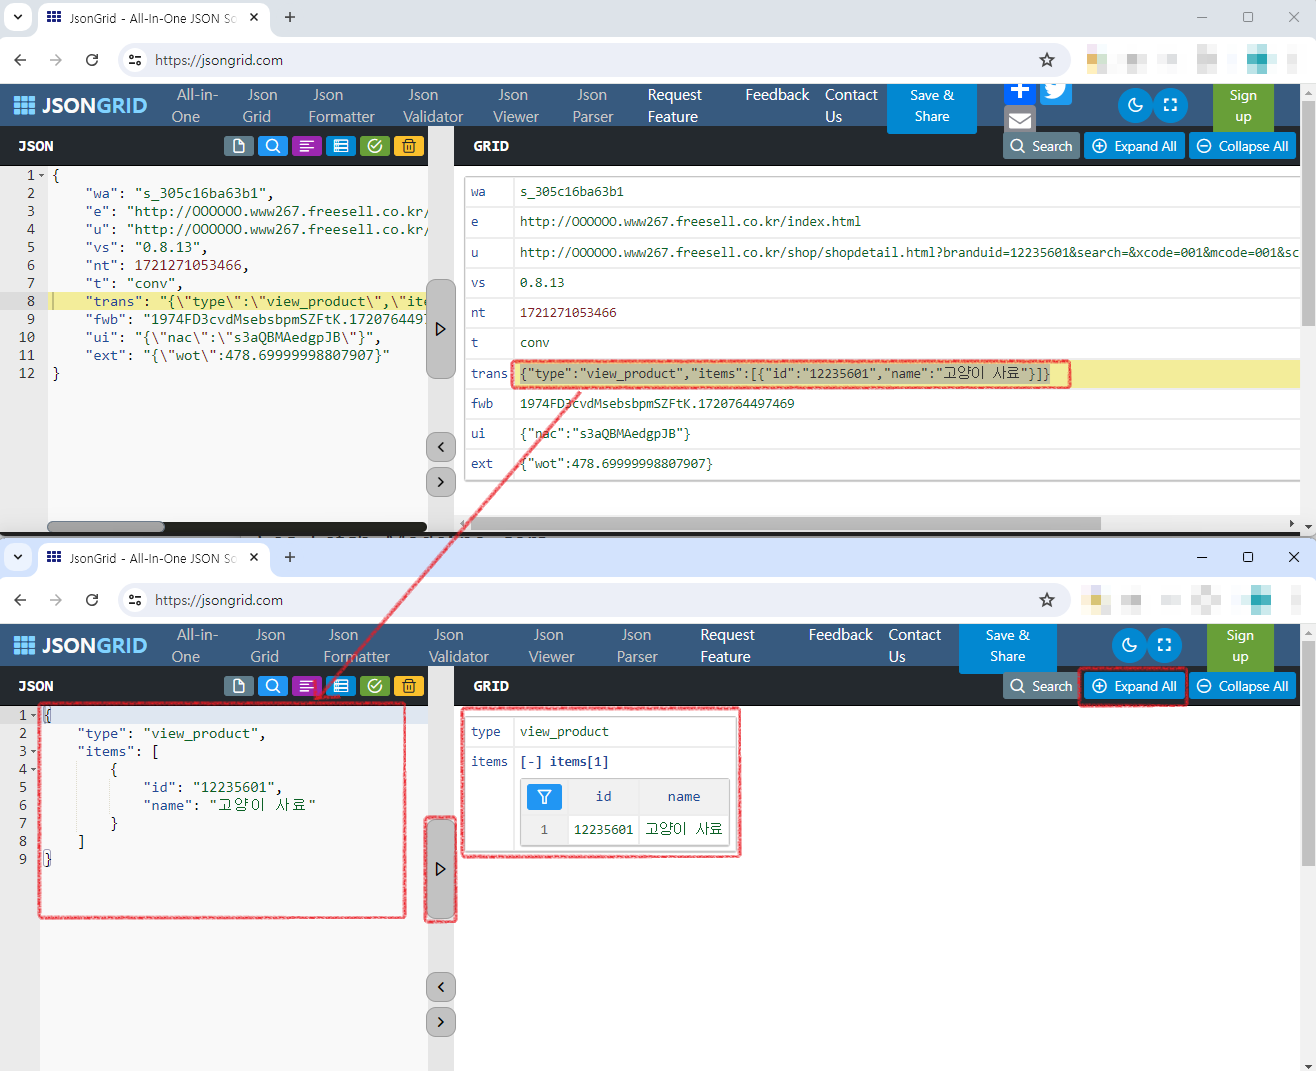 JsonGrid - All-In-One JSON Sc
https://jsongrid.com
JSONGRID
All-in-One
Json Grid
Json Formatter
Json Validator
Json Viewer
Json Parser
Request Feature
Feedback
Contact Us
Save & Share
Sign up
JSON
GRID
Search
Expand All
Collapse All
1 {
2 "wa": "s_305c16ba63b1",
3 "e": "http://OOOOOO.www267.freesell.co.kr/
4 "u": "http://OOOOOO.www267.freesell.co.kr/
5 "vs": "0.8.13",
6 "nt": 1721271053466,
7 "t": "conv",
8 "trans": "{\"type\":\"view_product\",\"ite
9 "fwb": "1974FD3cvdMsebsbpmSZFtK.1720764497
10 "ui": "{\"nac\":\"s3aQBMAedgpJB\"}",
11 "ext": "{\"wot\":478.69999998807907}"
12 }
wa s_305c16ba63b1
e http://OOOOOO.www267.freesell.co.kr/index.html
u http://OOOOOO.www267.freesell.co.kr/shop/shopdetail.html?branduid=12235601&search=&xcode=001&mcode=001&sc
vs 0.8.13
nt 1721271053466
t conv
trans {"type":"view_product","items":[{"id":"12235601","name":"고양이 사료"}]}
fwb 1974FD3cvdMsebsbpmSZFtK.1720764497469
ui {"nac":"s3aQBMAedgpJB"}
ext {"wot":478.69999998807907}
JsonGrid - All-In-One JSON Sc
https://jsongrid.com
JSONGRID
All-in-One
Json Grid
Json Formatter
Json Validator
Json Viewer
Json Parser
Request Feature
Feedback
Contact Us
Save & Share
Sign up
JSON
GRID
Search
Expand All
Collapse All
1 {
2 "type": "view_product",
3 "items": [
4 {
5 "id": "12235601",
6 "name": "고양이 사료"
7 }
8 ]
9 }
type view_product
items [-] items[1]
id name
1 12235601 고양이 사료